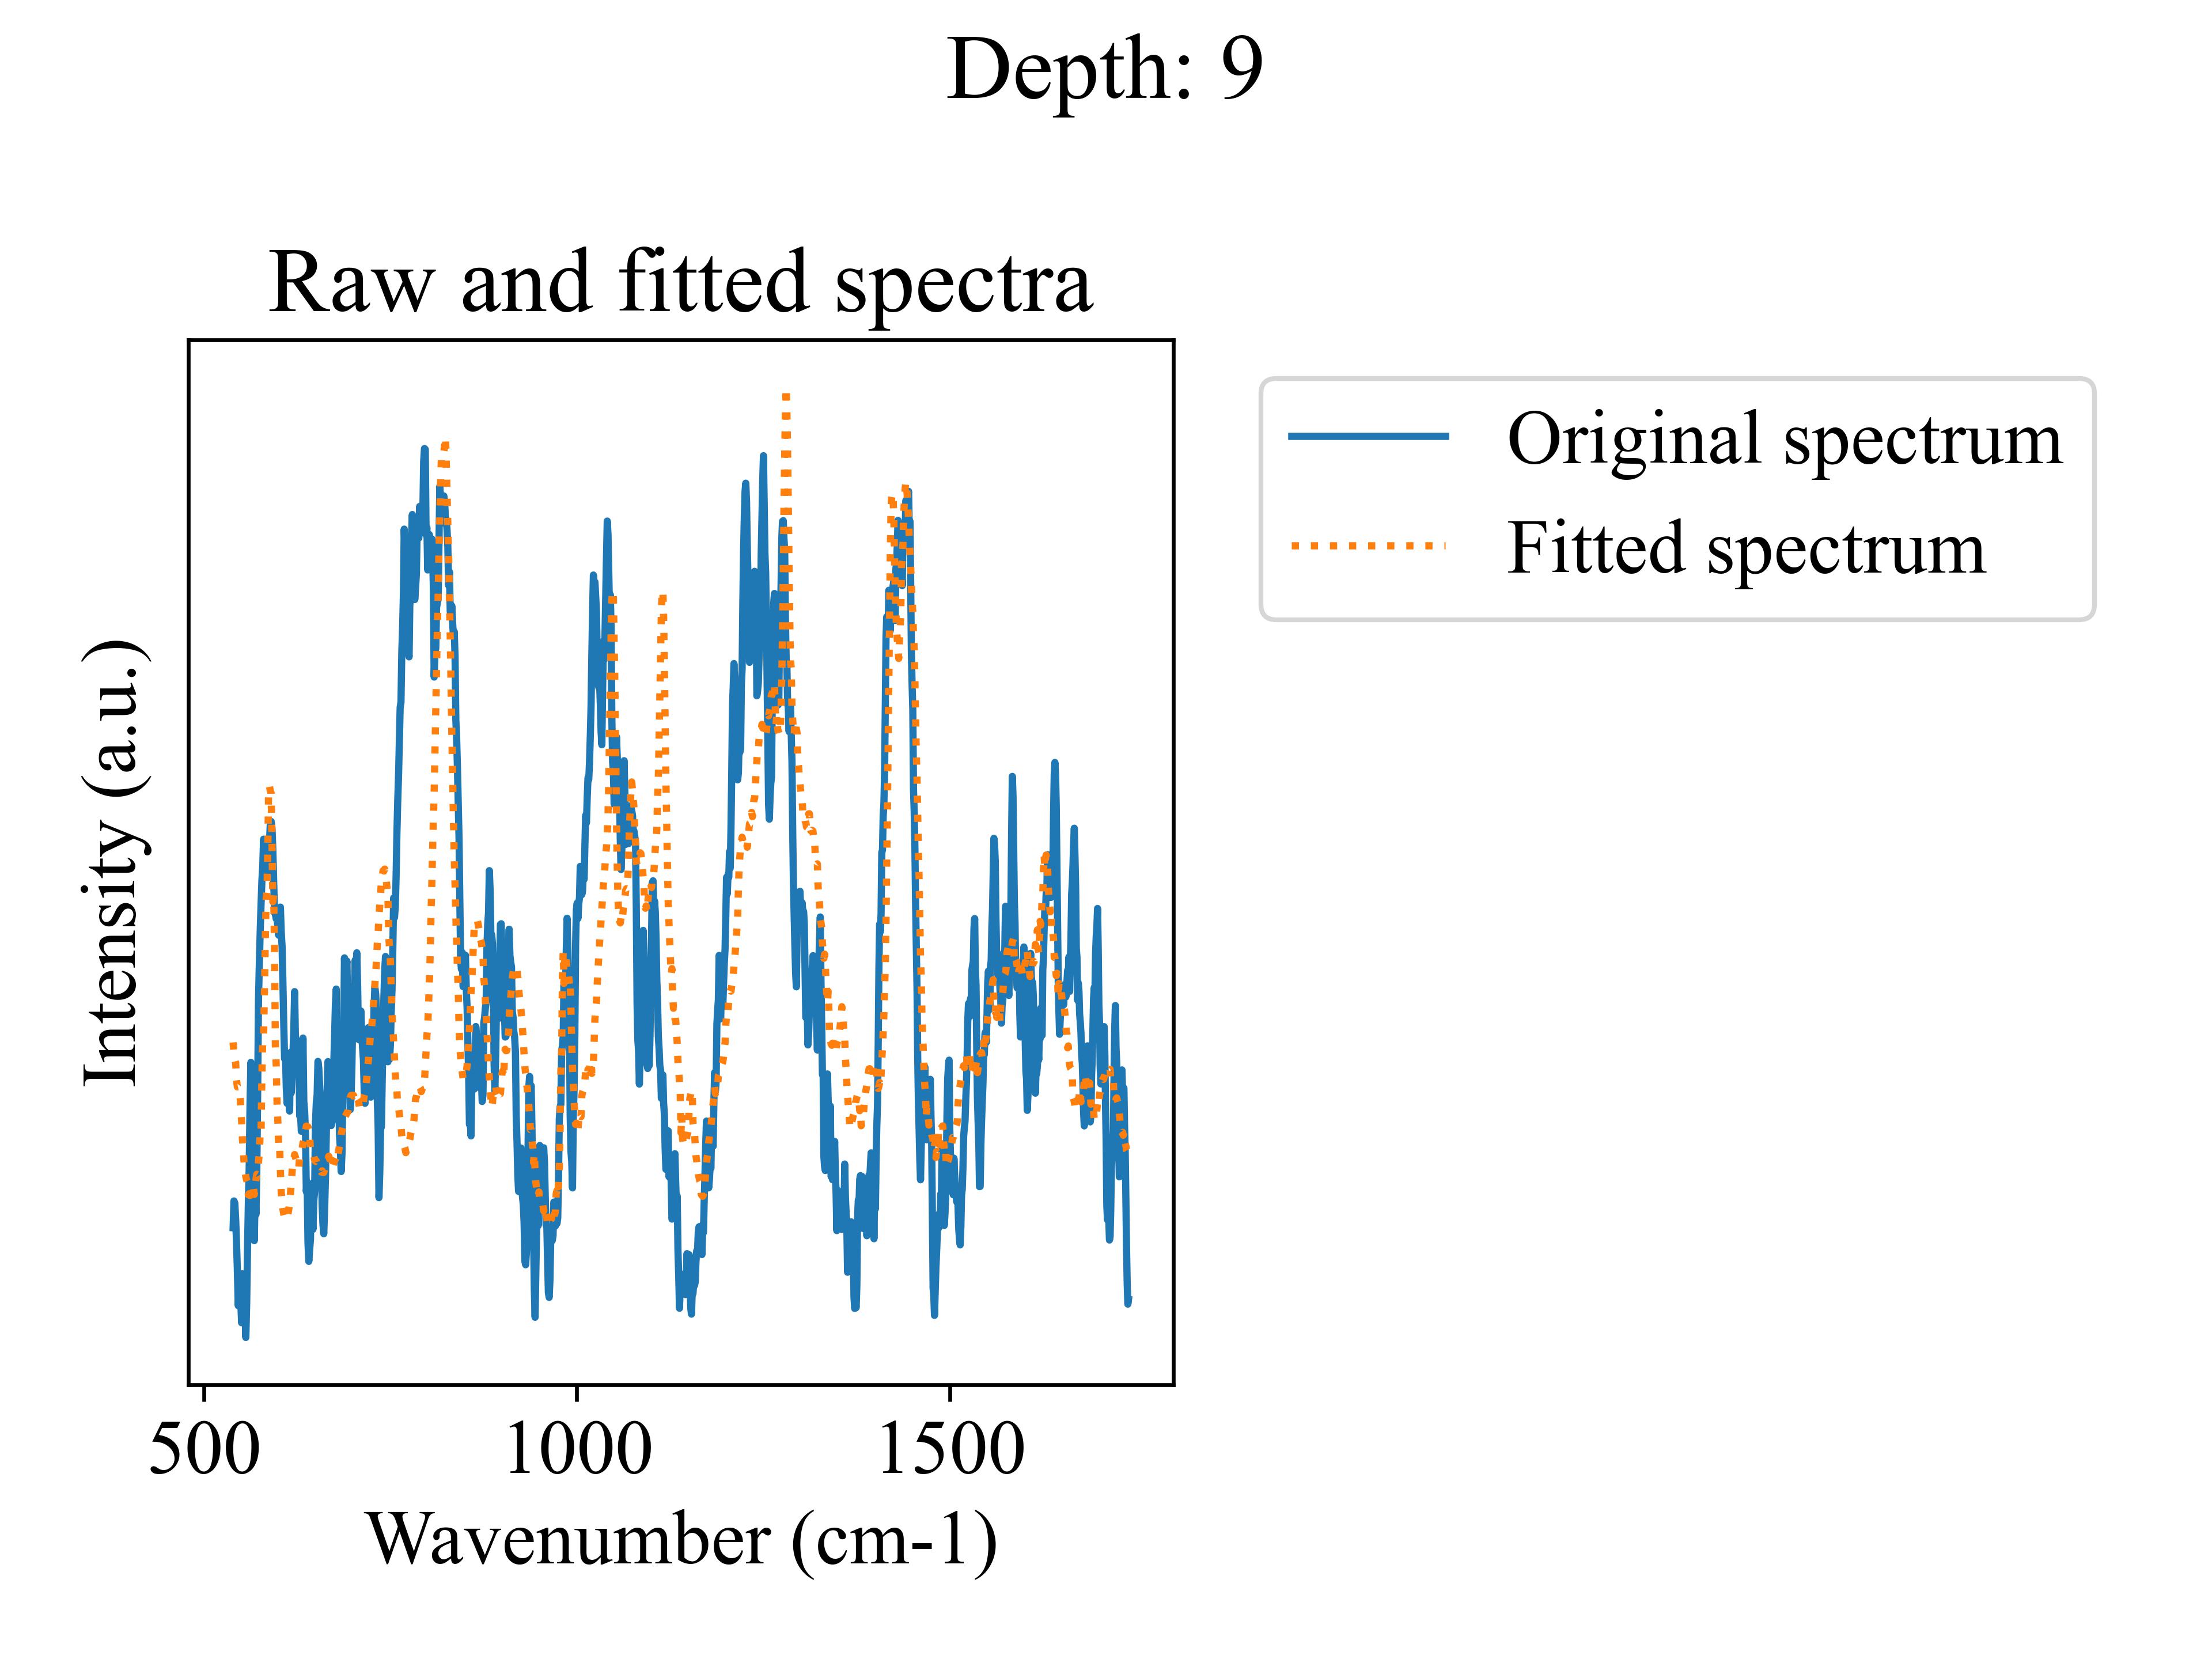 Depth: 9
Raw and fitted spectra
Original spectrum
Fitted spectrum
Intensity (a.u.)
500 1000 1500
Wavenumber (cm-1)